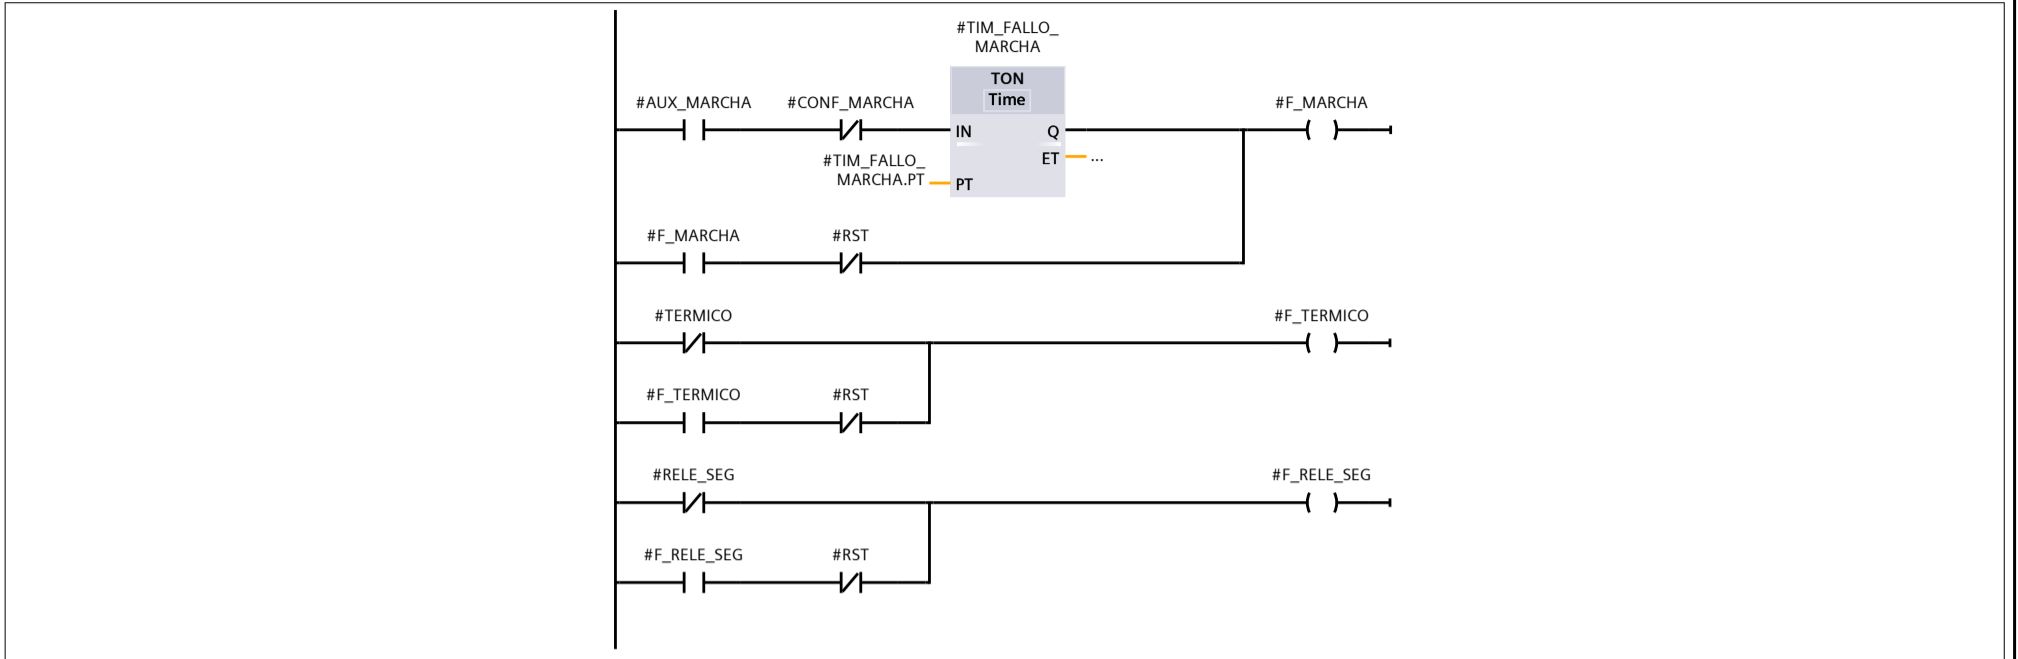 #TIM_FALLO_
MARCHA
TON
Time
#AUX_MARCHA
#CONF_MARCHA
#F_MARCHA
IN
Q
#TIM_FALLO_
MARCHA.PT
ET
...
PT
#F_MARCHA
#RST
#TERMICO
#F_TERMICO
#F_TERMICO
#RST
#RELE_SEG
#F_RELE_SEG
#F_RELE_SEG
#RST